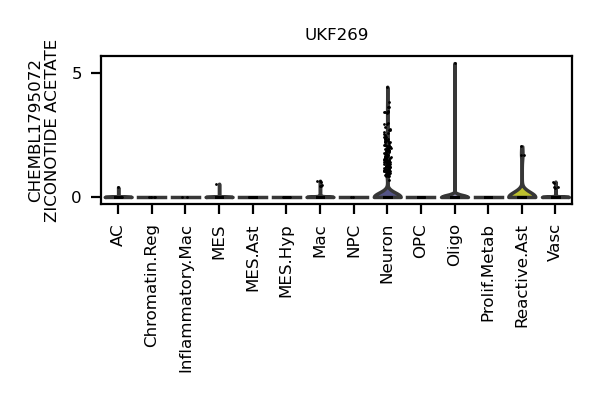 UKF269
CHEMBL1795072
ZICONOTIDE ACETATE
5
0
AC
Chromatin.Reg
Inflammatory.Mac
MES
MES.Ast
MES.Hyp
Mac
NPC
Neuron
OPC
Oligo
Prolif.Metab
Reactive.Ast
Vasc